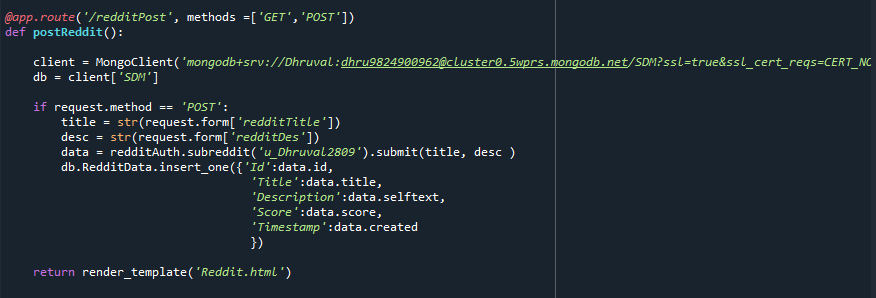 @app.route('/redditPost', methods =['GET','POST'])
def postReddit():
client = MongoClient('mongodb+srv://Dhruval:dhru9824900962@cluster0.5wprs.mongodb.net/SDM?ssl=true&ssl_cert_reqs=CERT_NO
db = client['SDM']
if request.method == 'POST':
title = str(request.form['redditTitle'])
desc = str(request.form['redditDes'])
data = redditAuth.subreddit('u_Dhruval2809').submit(title, desc )
db.RedditData.insert_one({'Id':data.id,
'Title':data.title,
'Description':data.selftext,
'Score':data.score,
'Timestamp':data.created
})
return render_template('Reddit.html')